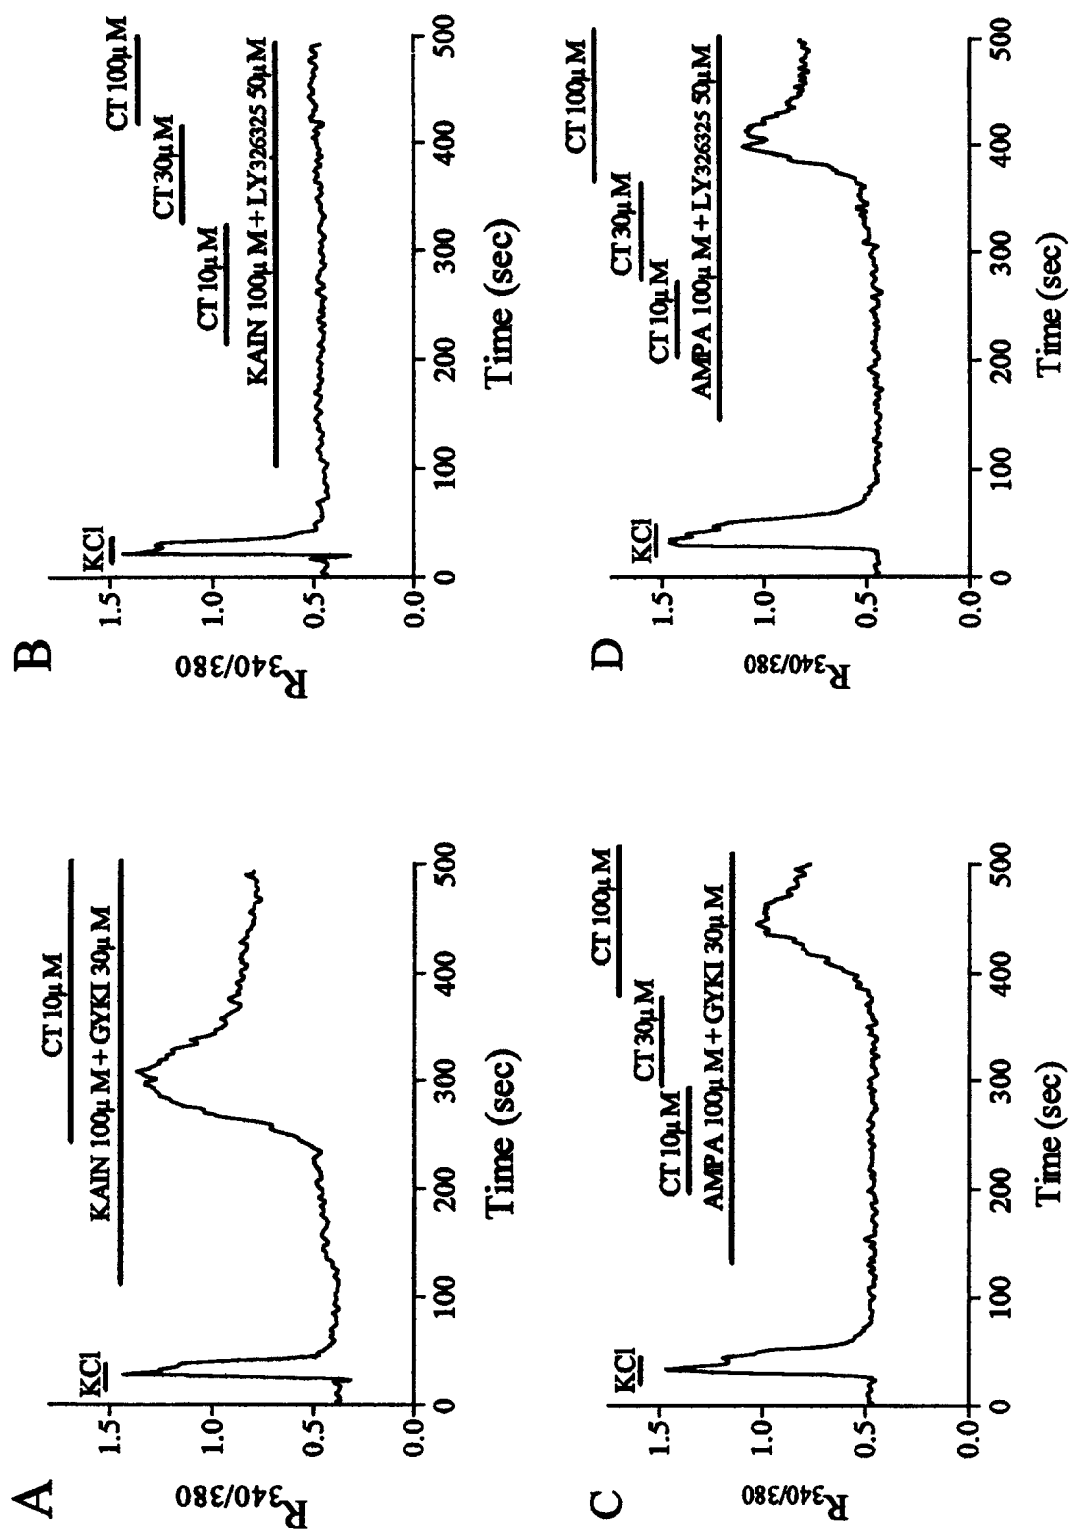 A
KCl
CT 10μM
KAIN 100μM + GYKI 30μM
R340/380
1.5
1.0
0.5
0.0
0 100 200 300 400 500
Time (sec)
B
KCl
CT 100μM
CT 30μM
CT 10μM
KAIN 100μM + LY326325 50μM
R340/380
1.5
1.0
0.5
0.0
0 100 200 300 400 500
Time (sec)
C
KCl
CT 100μM
CT 30μM
CT 10μM
AMPA 100μM + GYKI 30μM
R340/380
1.5
1.0
0.5
0.0
0 100 200 300 400 500
Time (sec)
D
KCl
CT 100μM
CT 30μM
CT 10μM
AMPA 100μM + LY326325 50μM
R340/380
1.5
1.0
0.5
0.0
0 100 200 300 400 500
Time (sec)